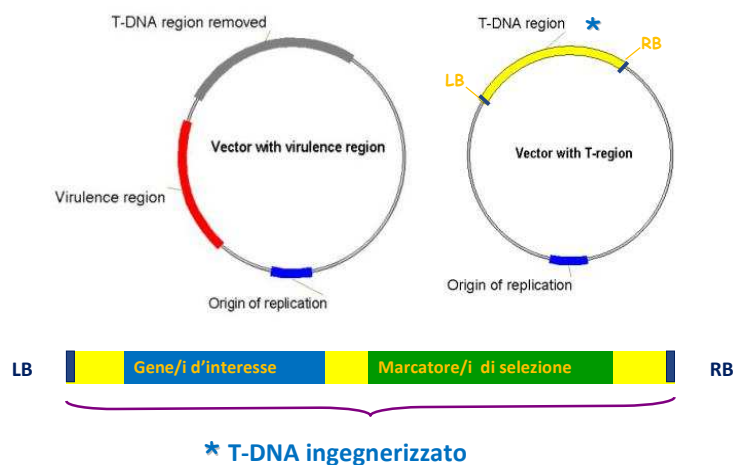 T-DNA region removed
T-DNA region *
LB
RB
Vector with virulence region
Vector with T-region
Virulence region
Origin of replication
Origin of replication
LB
Gene/i d'interesse
Marcatore/i di selezione
RB
* T-DNA ingegnerizzato